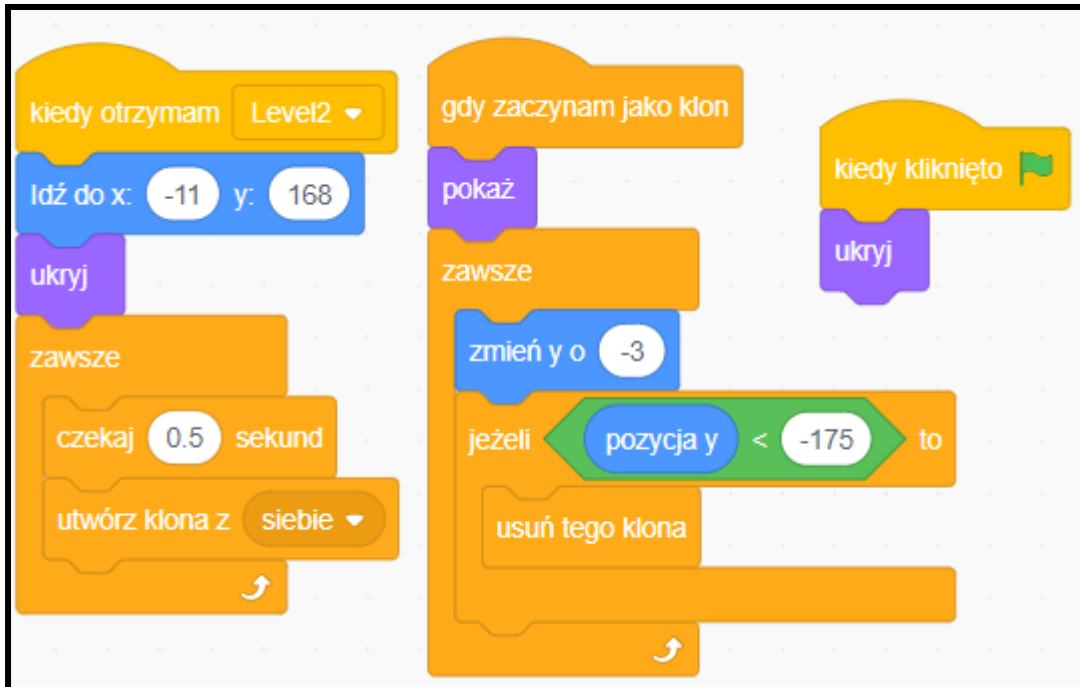 kiedy otrzymam Level2
Idź do x: -11 y: 168
ukryj
zawsze
czekaj 0.5 sekund
utwórz klona z siebie
gdy zaczynam jako klon
pokaż
zawsze
zmień y o -3
jeżeli pozycja y < -175 to
usuń tego klona
kiedy kliknięto
ukryj